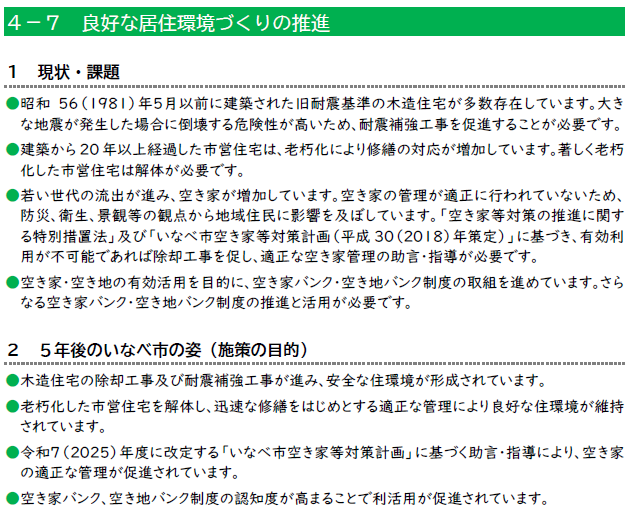 ４－７　良好な居住環境づくりの推進
１　現状・課題
●昭和 56（1981）年５月以前に建築された旧耐震基準の木造住宅が多数存在しています。大き
な地震が発生した場合に倒壊する危険性が高いため、耐震補強工事を促進することが必要です。
●建築から20年以上経過した市営住宅は、老朽化により修繕の対応が増加しています。著しく老朽
化した市営住宅は解体が必要です。
●若い世代の流出が進み、空き家が増加しています。空き家の管理が適正に行われていないため、
防災、衛生、景観等の観点から地域住民に影響を及ぼしています。「空き家等対策の推進に関す
る特別措置法」及び「いなべ市空き家等対策計画（平成30（2018）年策定）」に基づき、有効利
用が不可能であれば除却工事を促し、適正な空き家管理の助言・指導が必要です。
●空き家・空き地の有効活用を目的に、空き家バンク・空き地バンク制度の取組を進めています。さら
なる空き家バンク・空き地バンク制度の推進と活用が必要です。
２　５年後のいなべ市の姿（施策の目的）
●木造住宅の除却工事及び耐震補強工事が進み、安全な住環境が形成されています。
●老朽化した市営住宅を解体し、迅速な修繕をはじめとする適正な管理により良好な住環境が維持
されています。
●令和７（2025）年度に改定する「いなべ市空き家等対策計画」に基づく助言・指導により、空き家
の適正な管理が促進されています。
●空き家バンク、空き地バンク制度の認知度が高まることで利活用が促進されています。